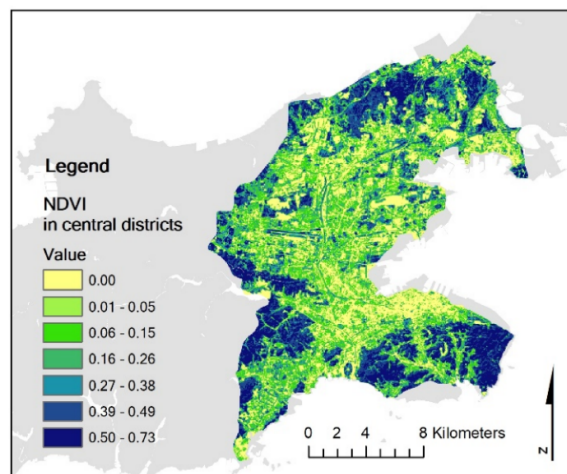 Legend
NDVI
in central districts
Value
0.00
0.01 - 0.05
0.06 - 0.15
0.16 - 0.26
0.27 - 0.38
0.39 - 0.49
0.50 - 0.73
0 2 4 8 Kilometers
N